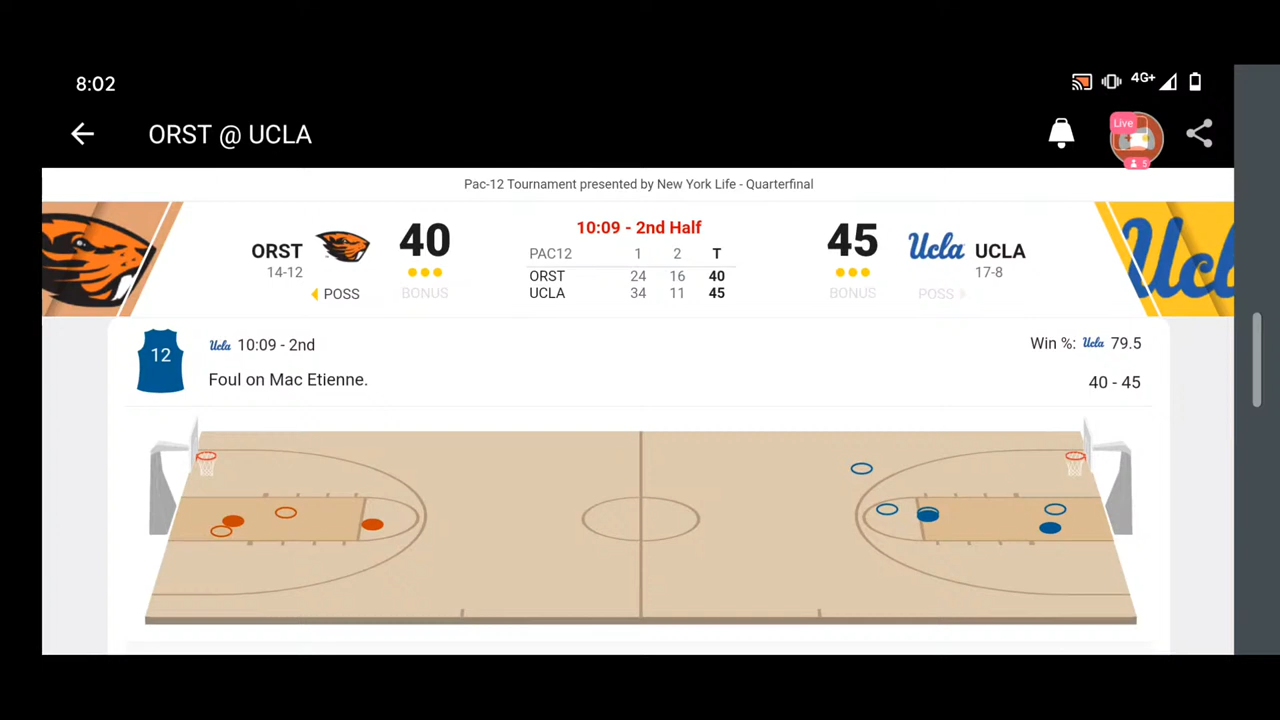 8:02
4G+
ORST @ UCLA
Live
5
Pac-12 Tournament presented by New York Life - Quarterfinal
ORST
14-12
POSS
40
BONUS
10:09 - 2nd Half
PAC12 1 2 T
ORST 24 16 40
UCLA 34 11 45
45
BONUS
Ucla
UCLA
17-8
POSS
Ucl
12
Ucla 10:09 - 2nd
Foul on Mac Etienne.
Win %: Ucla 79.5
40 - 45